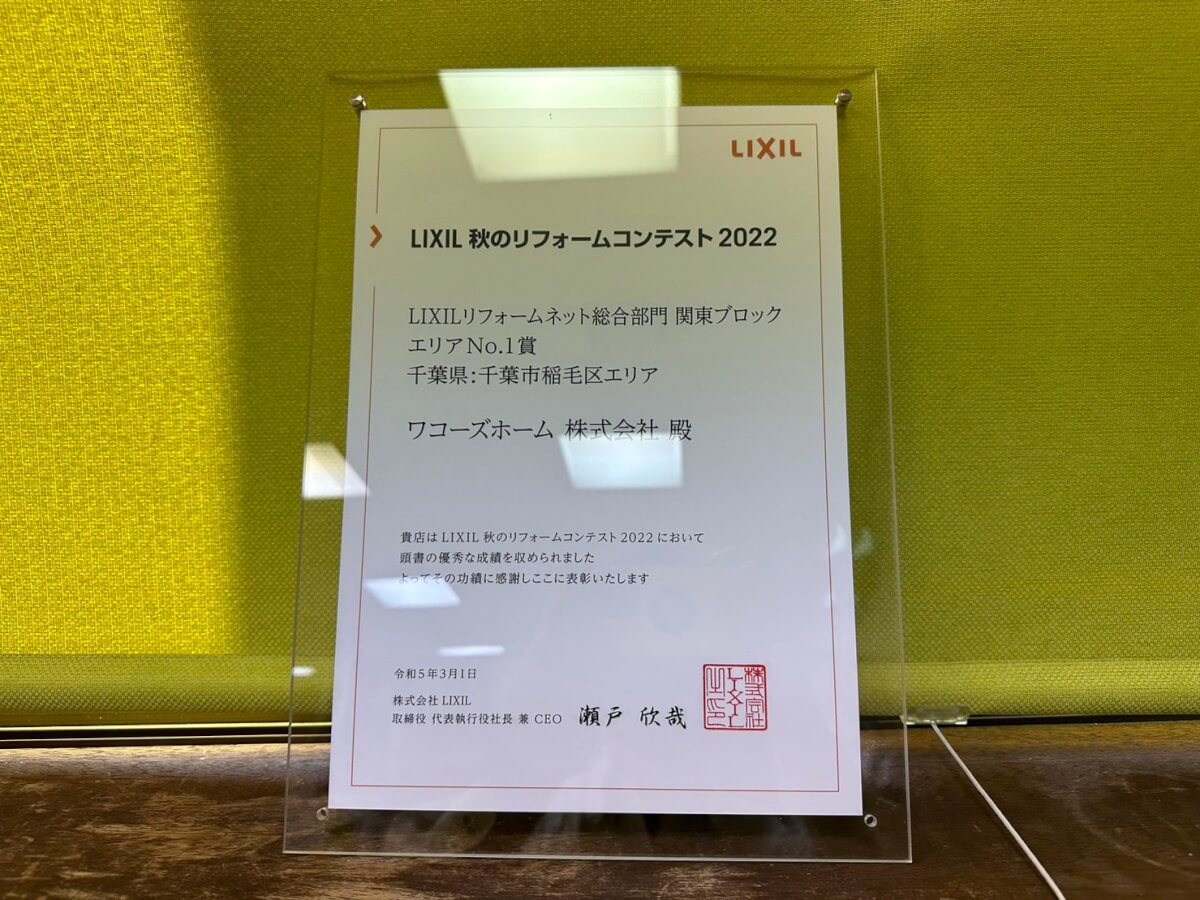 LIXIL
LIXIL 秋のリフォームコンテスト 2022
LIXILリフォームネット総合部門 関東ブロック
エリアNo.1賞
千葉県:千葉市稲毛区エリア
ワコーズホーム 株式会社 殿
貴店は LIXIL 秋のリフォームコンテスト 2022 において
頭書の優秀な成績を収められました
よってその功績に感謝しここに表彰いたします
令和5年3月1日
株式会社 LIXIL
取締役 代表執行役社長 兼 CEO 瀬戸 欣哉
株式会社
LIXIL
之印